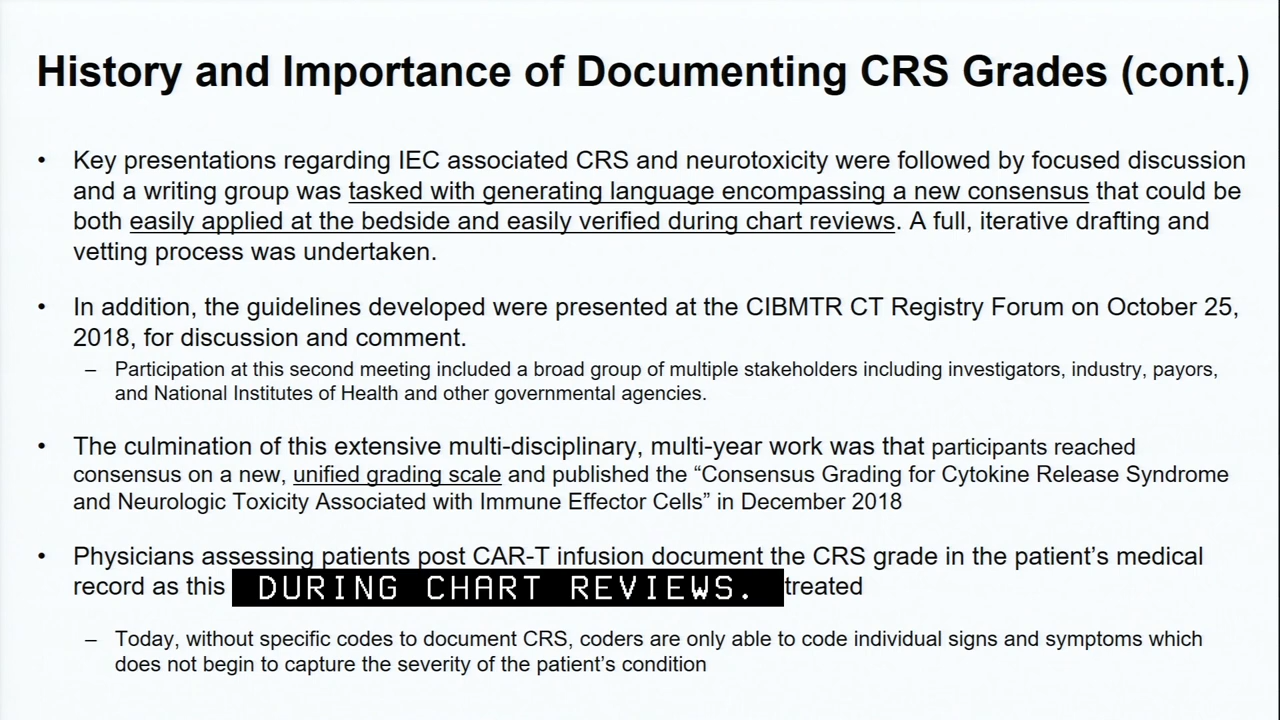 History and Importance of Documenting CRS Grades (cont.)
• Key presentations regarding IEC associated CRS and neurotoxicity were followed by focused discussion
and a writing group was tasked with generating language encompassing a new consensus that could be
both easily applied at the bedside and easily verified during chart reviews. A full, iterative drafting and
vetting process was undertaken.
• In addition, the guidelines developed were presented at the CIBMTR CT Registry Forum on October 25,
2018, for discussion and comment.
– Participation at this second meeting included a broad group of multiple stakeholders including investigators, industry, payors,
and National Institutes of Health and other governmental agencies.
• The culmination of this extensive multi-disciplinary, multi-year work was that participants reached
consensus on a new, unified grading scale and published the “Consensus Grading for Cytokine Release Syndrome
and Neurologic Toxicity Associated with Immune Effector Cells” in December 2018
• Physicians assessing patients post CAR-T infusion document the CRS grade in the patient’s medical
record as this DURING CHART REVIEWS. treated
– Today, without specific codes to document CRS, coders are only able to code individual signs and symptoms which
does not begin to capture the severity of the patient’s condition